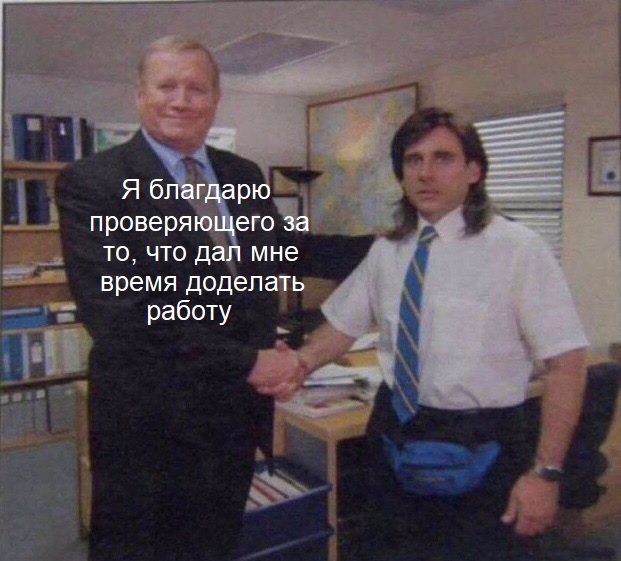 Я благдарю
проверяющего за
то, что дал мне
время доделать
работу